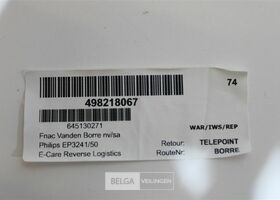 74
498218067
WAR/IWS/REP
645130271
Fnac Vanden Borre nv/sa
Retour: TELEPOINT
Philips EP3241/50
RouteNr: BORRE
E-Care Reverse Logistics
BELGA VEILINGEN